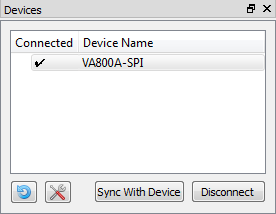 Devices
Connected Device Name
✔ VA800A-SPI
Sync With Device Disconnect